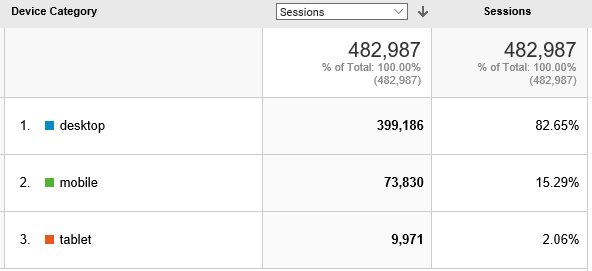 Device Category Sessions Sessions
482,987 482,987
% of Total: 100.00% % of Total: 100.00%
(482,987) (482,987)
1. desktop 399,186 82.65%
2. mobile 73,830 15.29%
3. tablet 9,971 2.06%